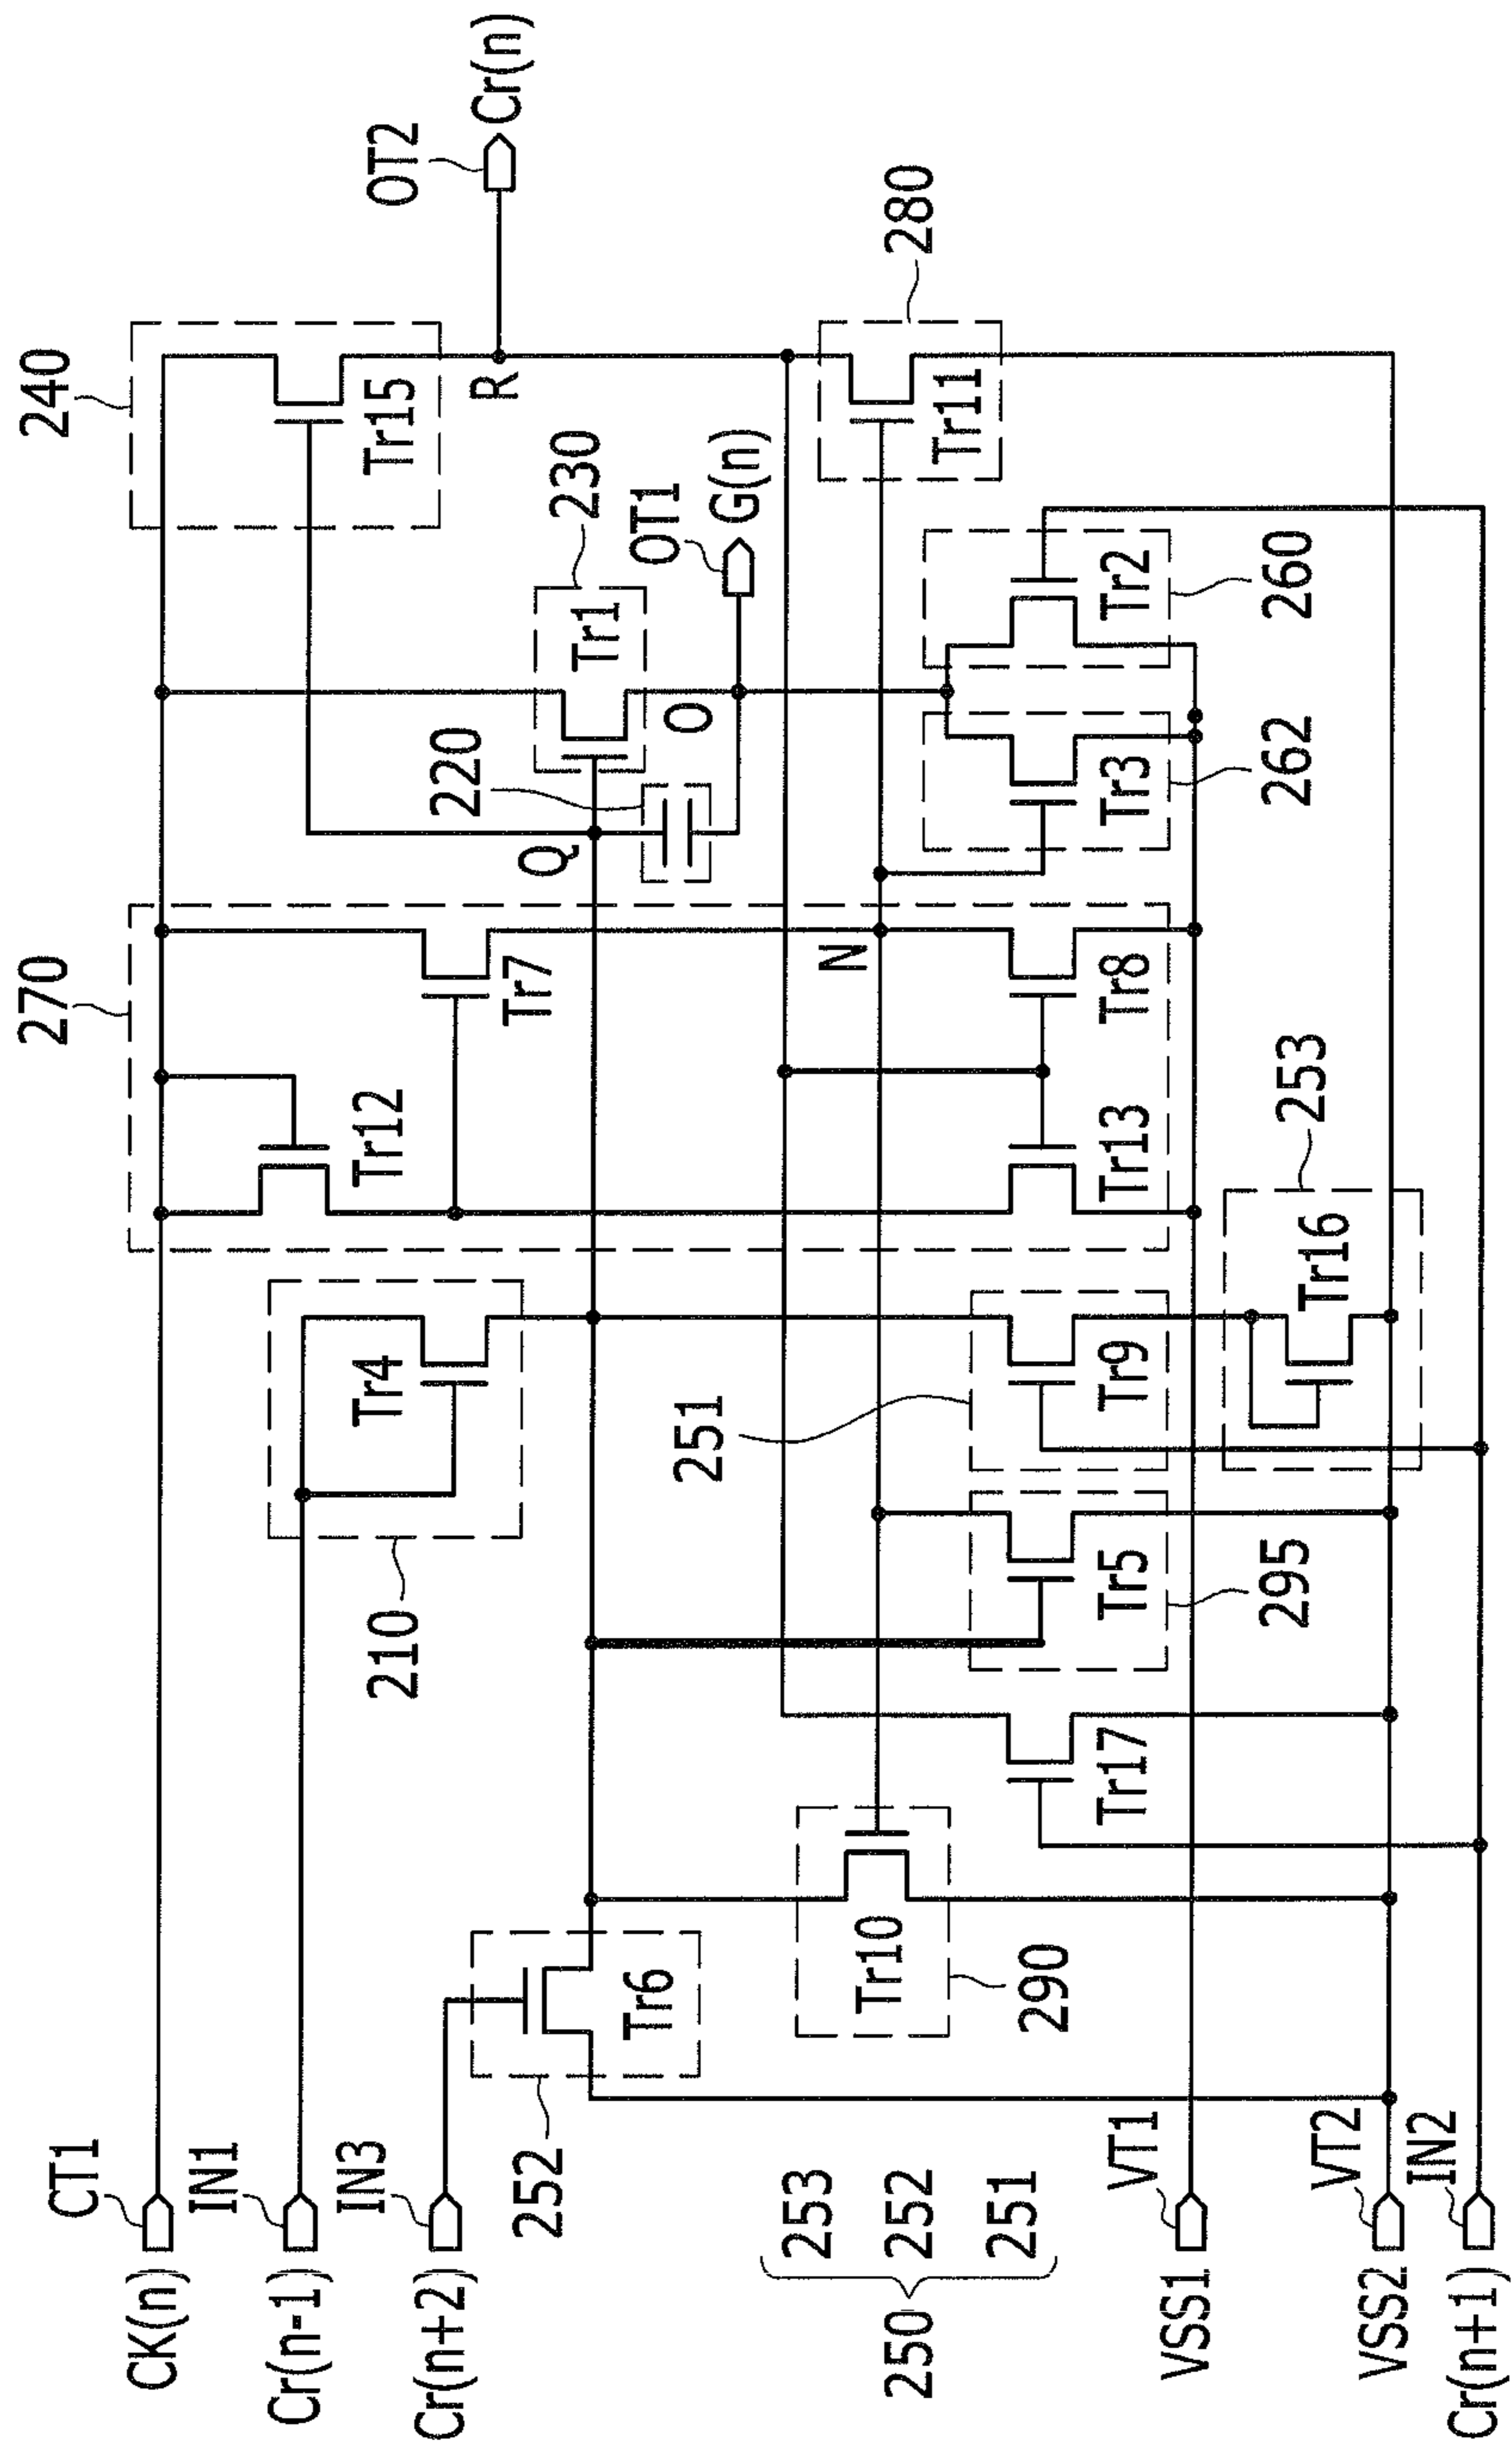 CK(n)
CT1
Cr(n-1)
IN1
Cr(n+2)
IN3
252
Tr6
210
Tr4
270
Tr12
Tr7
240
Tr15
OT2
Cr(n)
R
Q
220
230
Tr1
O
OT1
G(n)
N
280
Tr11
290
Tr10
Tr17
295
Tr5
251
Tr9
253
Tr16
Tr13
Tr8
262
Tr3
260
Tr2
250
253
252
251
VSS1
VT1
VSS2
VT2
Cr(n+1)
IN2